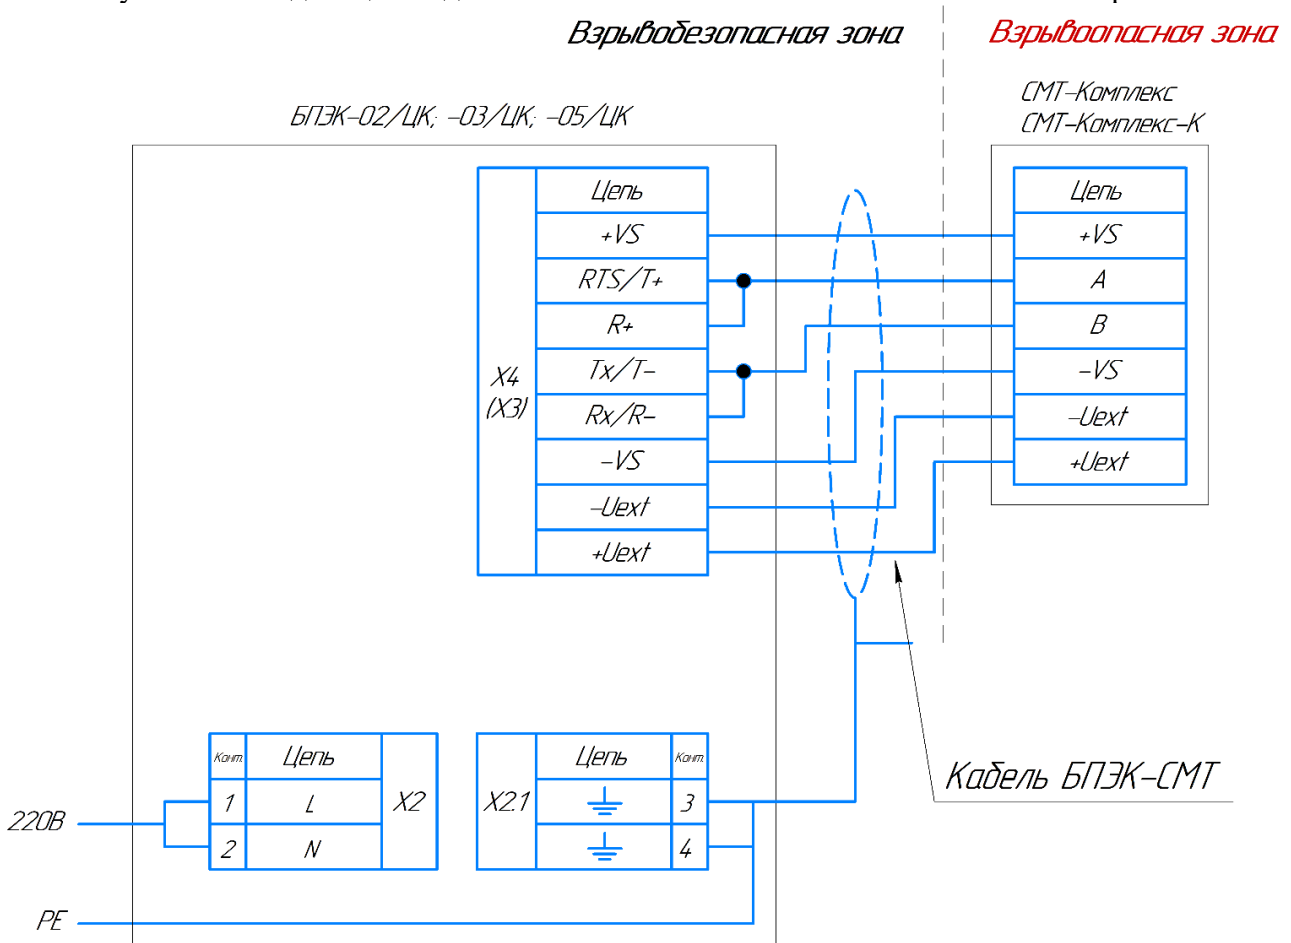 Взрывобезопасная зона
Взрывоопасная зона
СМТ-Комплекс
СМТ-Комплекс-К
БПЭК-02/ЦК; -03/ЦК; -05/ЦК
X4
(X3)
Цепь
+VS
RTS/T+
R+
Tx/T-
Rx/R-
-VS
-Uext
+Uext
Цепь
+VS
A
B
-VS
-Uext
+Uext
Кабель БПЭК-СМТ
Конт. Цепь
1 L
2 N
X2
X2.1
Цепь Конт.
3
4
220В
PE